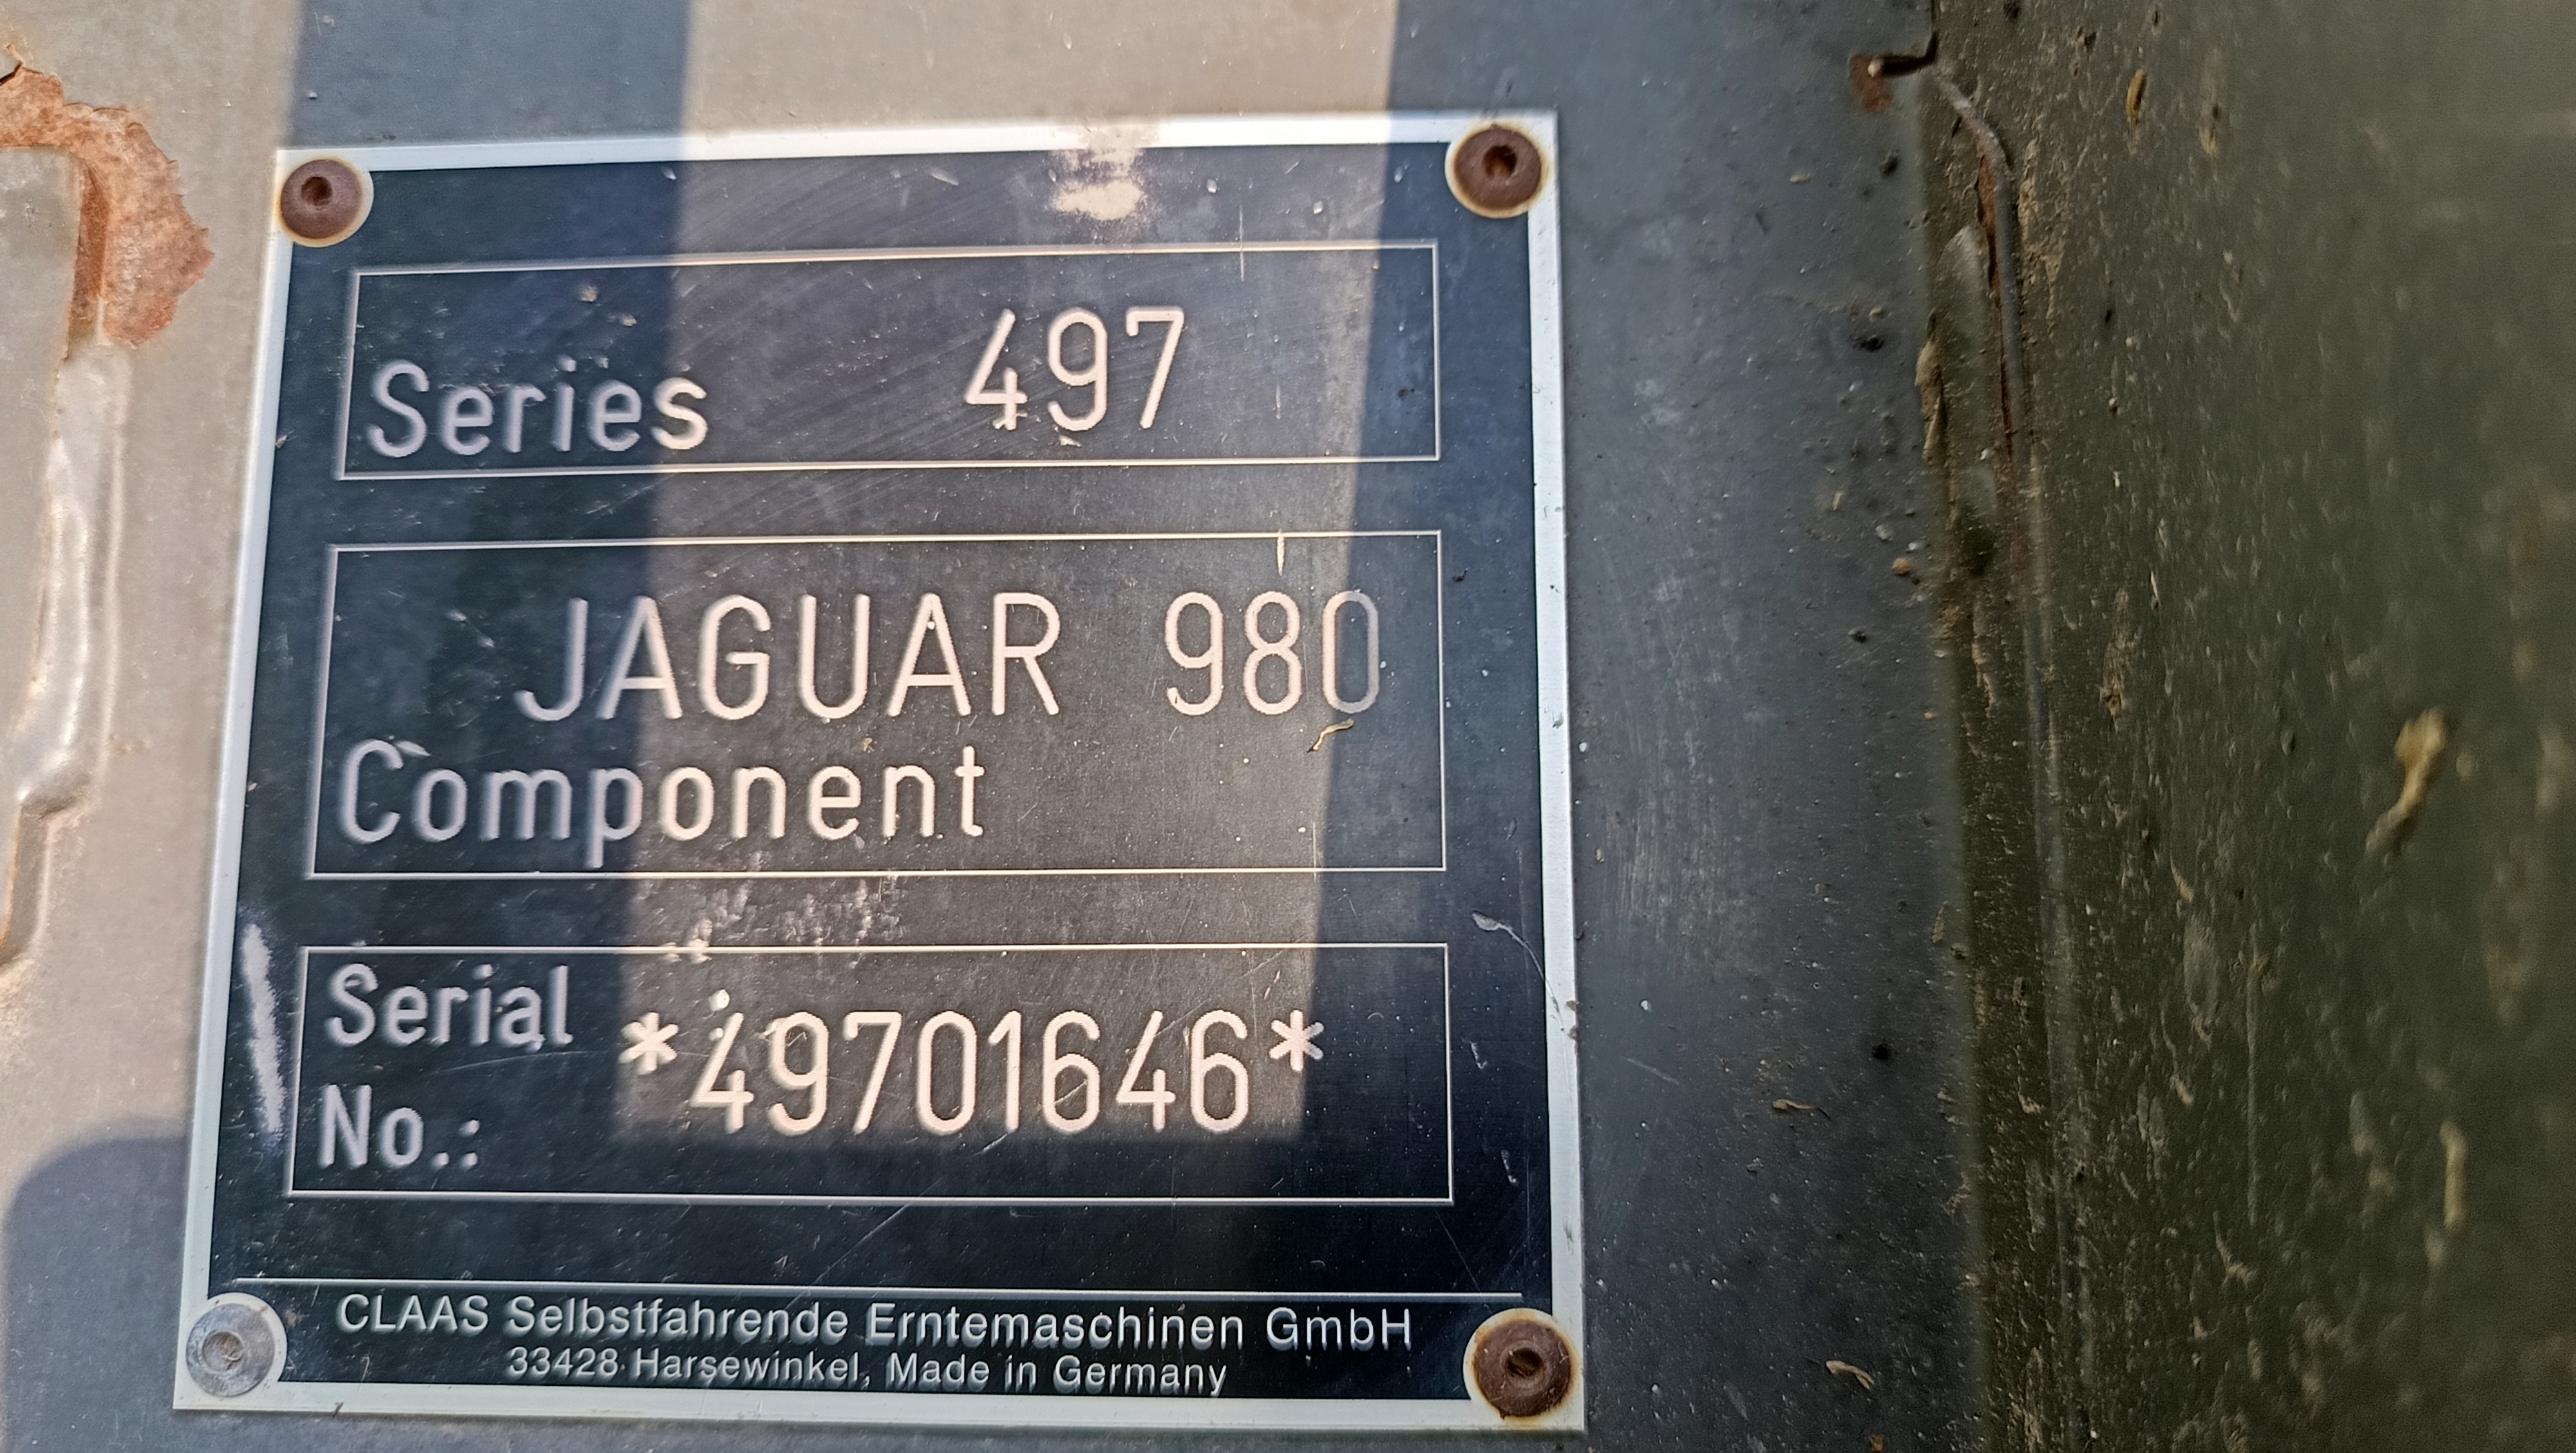 Series 497
JAGUAR 980
Component
Serial
No.: *49701646*
CLAAS Selbstfahrende Erntemaschinen GmbH
33428 Harsewinkel, Made in Germany